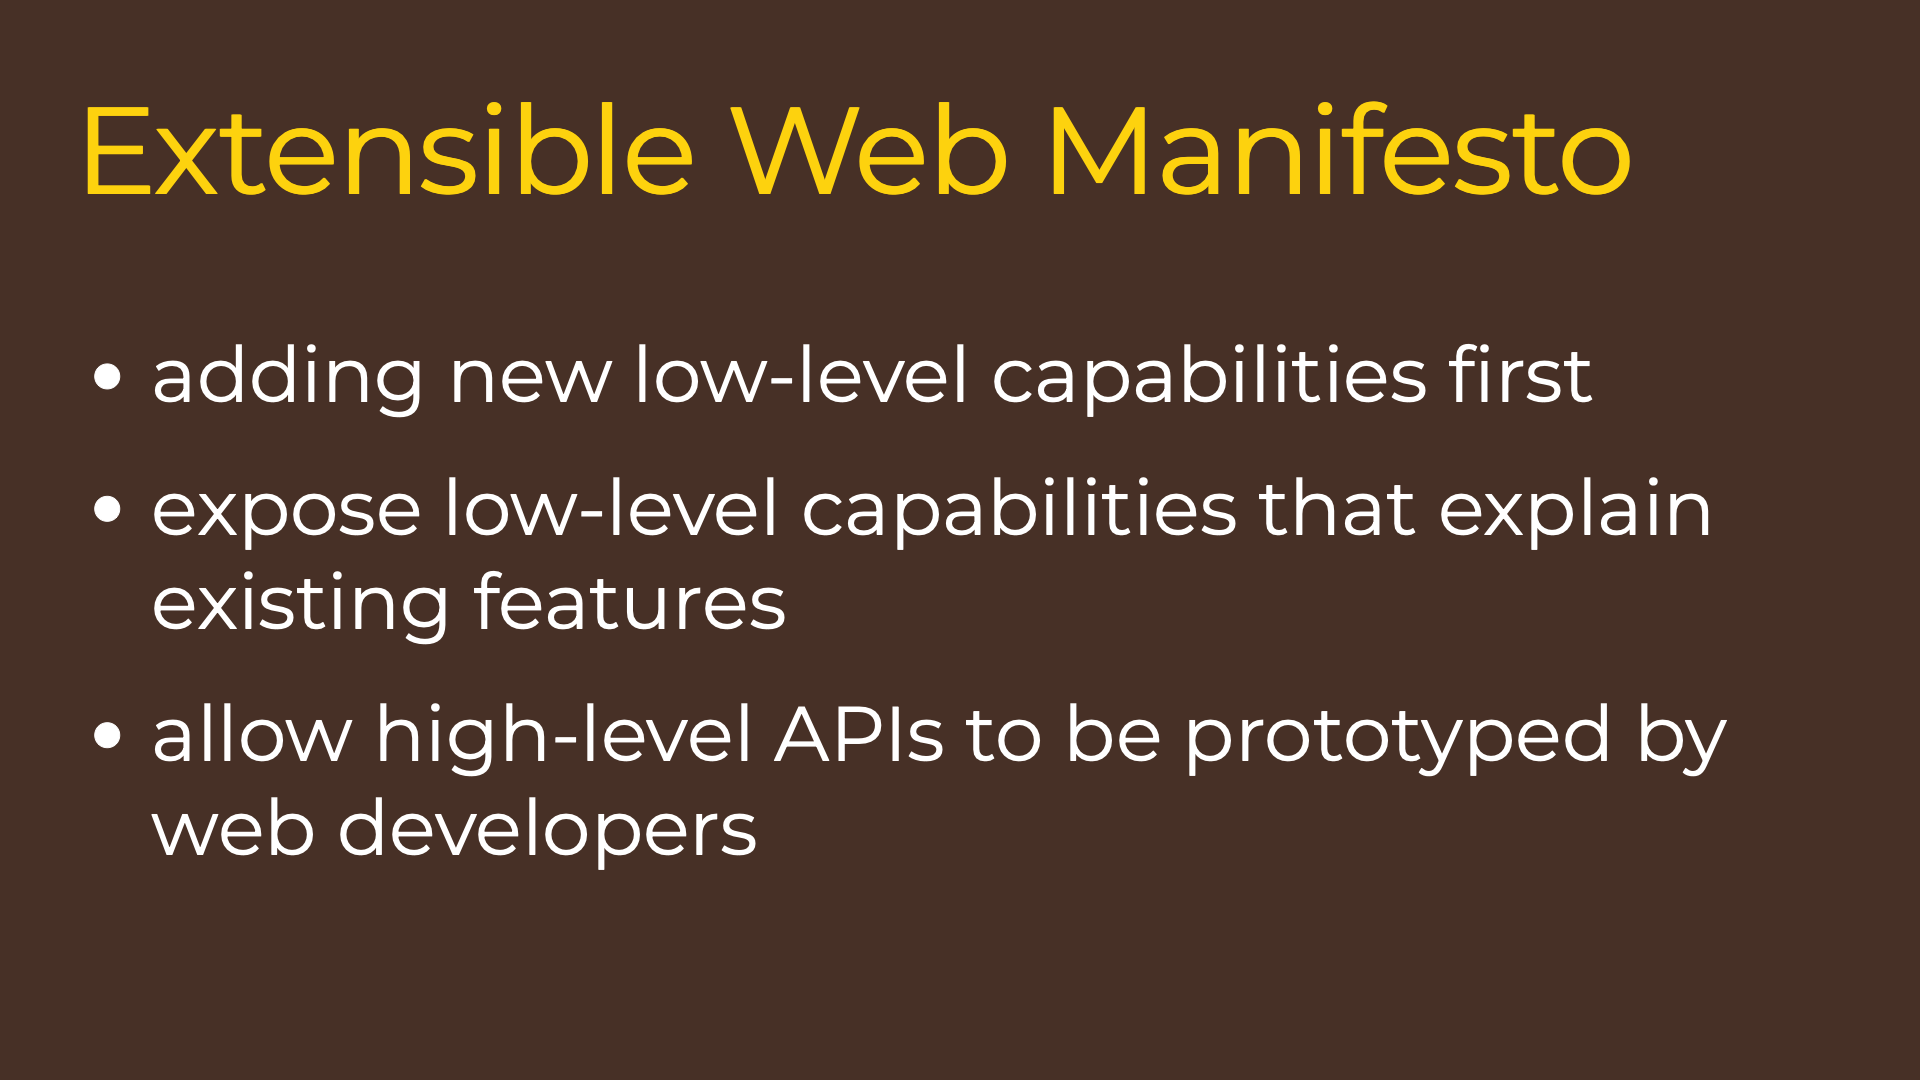 Extensible Web Manifesto
• adding new low-level capabilities first
• expose low-level capabilities that explain
existing features
• allow high-level APIs to be prototyped by
web developers